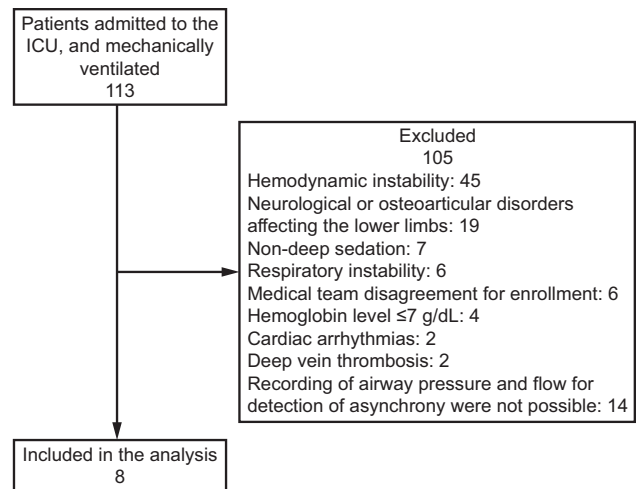 Patients admitted to the
ICU, and mechanically
ventilated
113
Excluded
105
Hemodynamic instability: 45
Neurological or osteoarticular disorders
affecting the lower limbs: 19
Non-deep sedation: 7
Respiratory instability: 6
Medical team disagreement for enrollment: 6
Hemoglobin level ≤7 g/dL: 4
Cardiac arrhythmias: 2
Deep vein thrombosis: 2
Recording of airway pressure and flow for
detection of asynchrony were not possible: 14
Included in the analysis
8